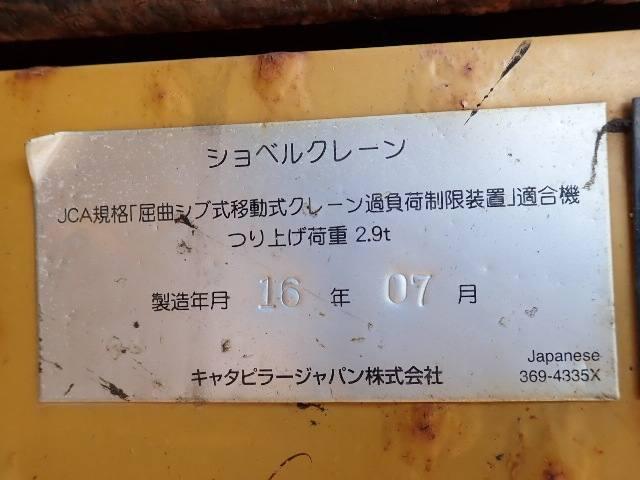 ショベルクレーン
JCA規格「屈曲ジブ式移動式クレーン過負荷制限装置」適合機
つり上げ荷重 2.9t
製造年月 16 年 07 月
キャタピラージャパン株式会社
Japanese
369-4335X